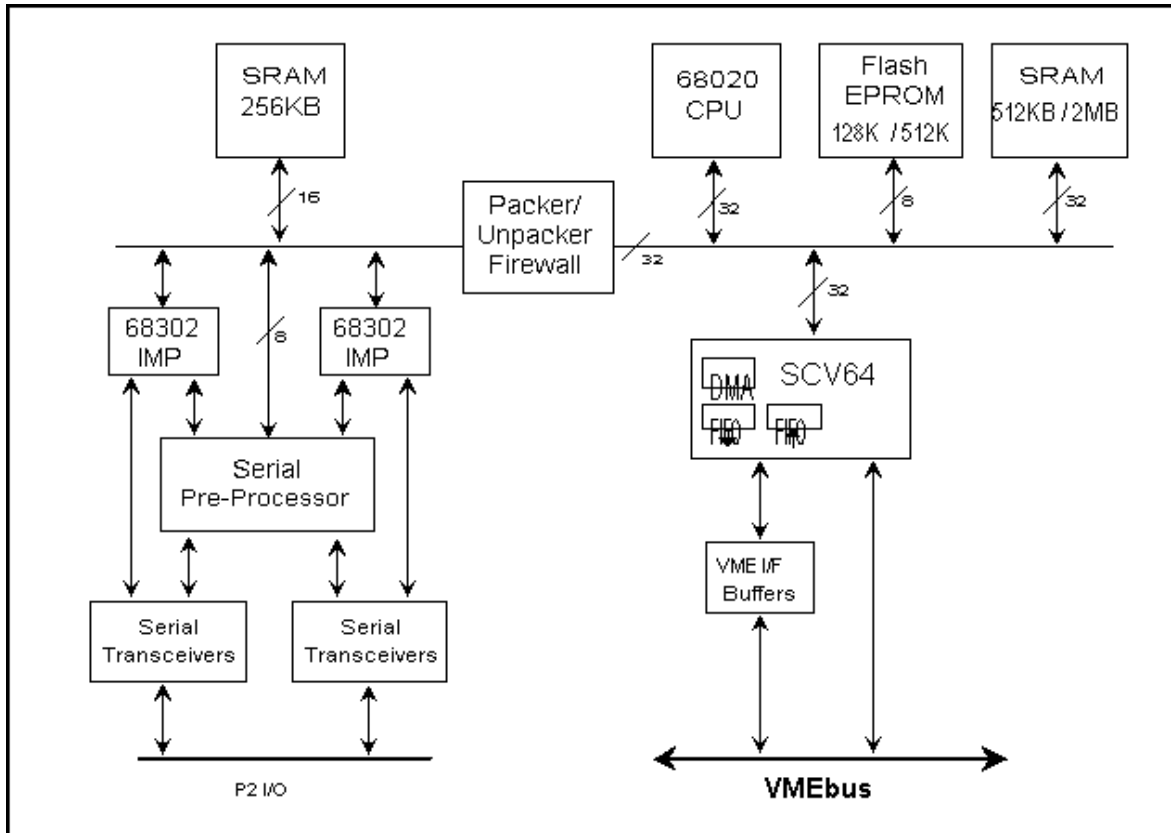 SRAM
256KB
68020
CPU
Flash
EPROM
128K / 512K
SRAM
512KB / 2MB
16
32
8
32
Packer/
Unpacker
Firewall
32
32
68302
IMP
8
68302
IMP
DMA
SCV64
FIFO
FIFO
Serial
Pre-Processor
VME I/F
Buffers
Serial
Transceivers
Serial
Transceivers
P2 I/O
VMEbus